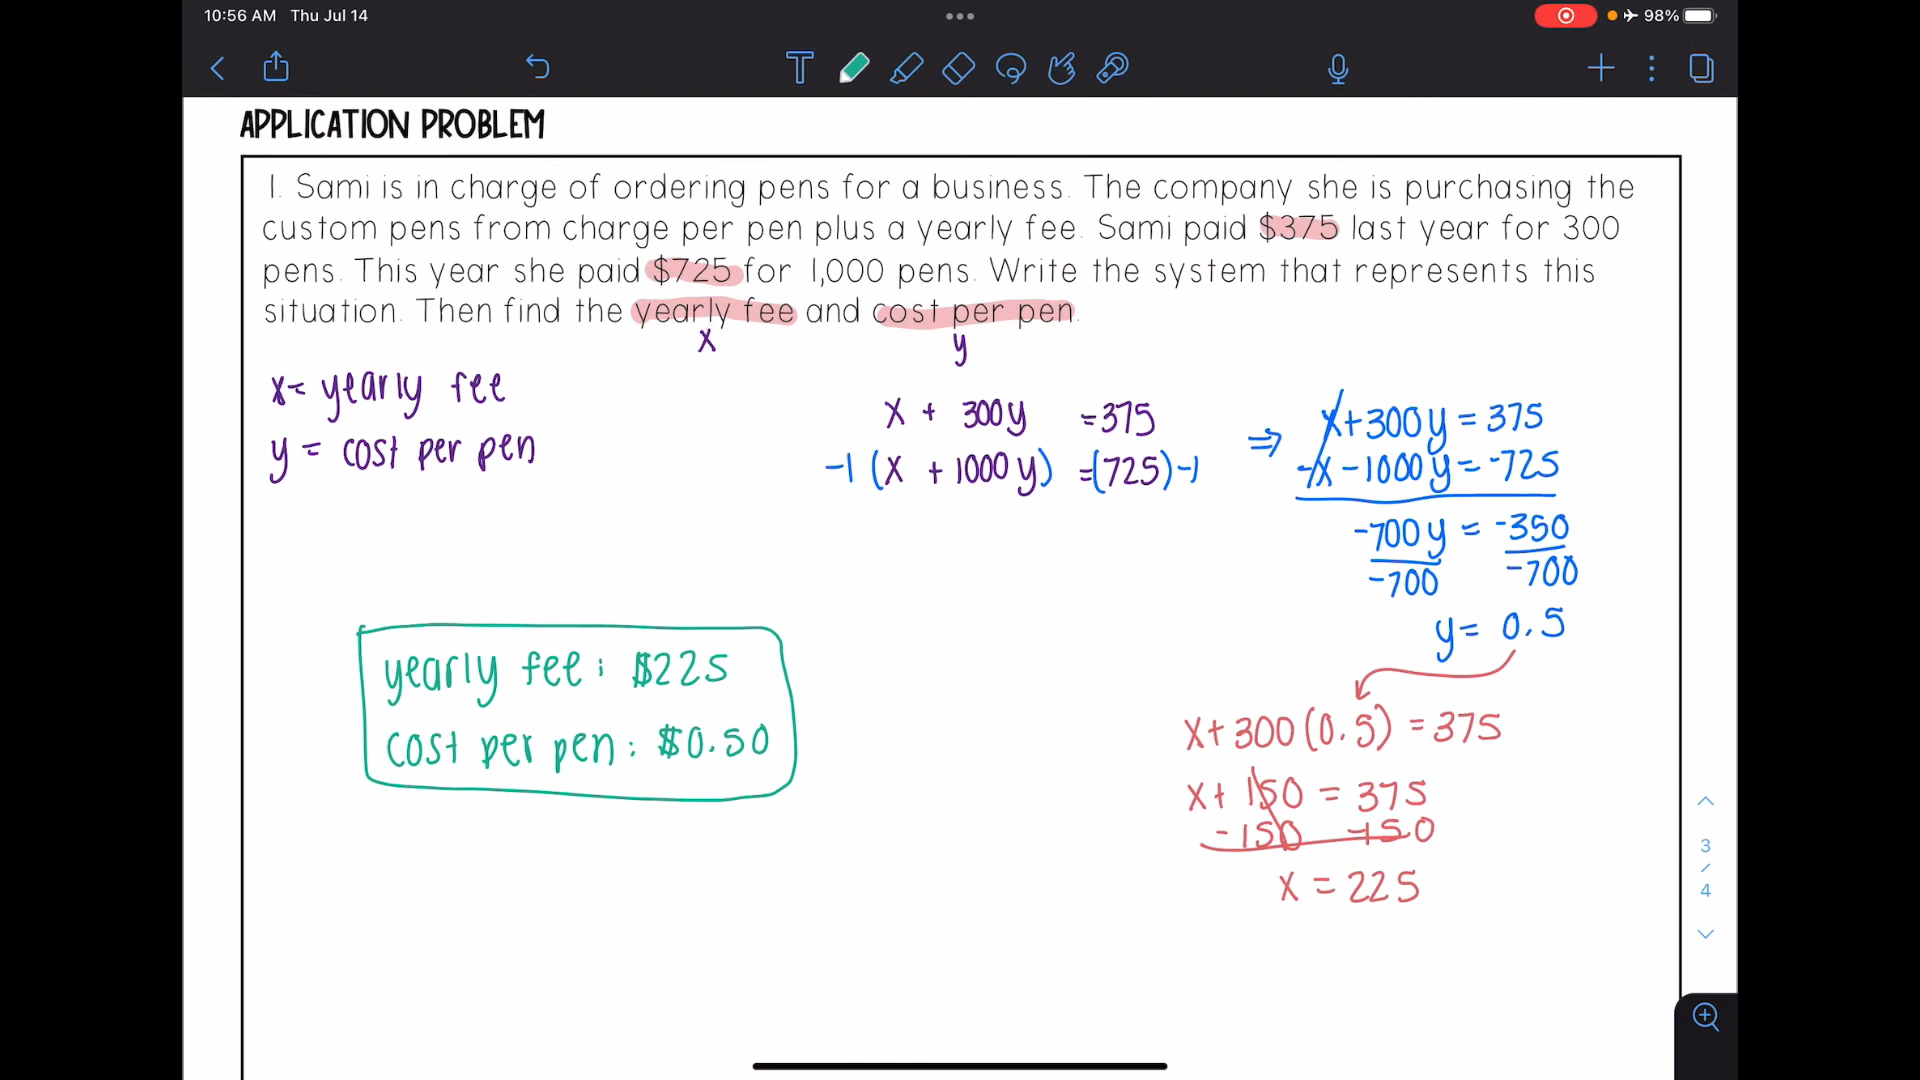 10:56 AM Thu Jul 14
98%
APPLICATION PROBLEM
1. Sami is in charge of ordering pens for a business. The company she is purchasing the
custom pens from charge per pen plus a yearly fee. Sami paid $375 last year for 300
pens. This year she paid $725 for 1,000 pens. Write the system that represents this
situation. Then find the yearly fee and cost per pen.
x y
x = yearly fee
y = cost per pen
x + 300y = 375
-1 (x + 1000y) = (725) -1
⇒ x + 300y = 375
-x - 1000y = -725
-700y = -350
-700 -700
y = 0.5
x + 300(0.5) = 375
x + 150 = 375
-150 -150
x = 225
yearly fee: $225
cost per pen: $0.50
3
/
4